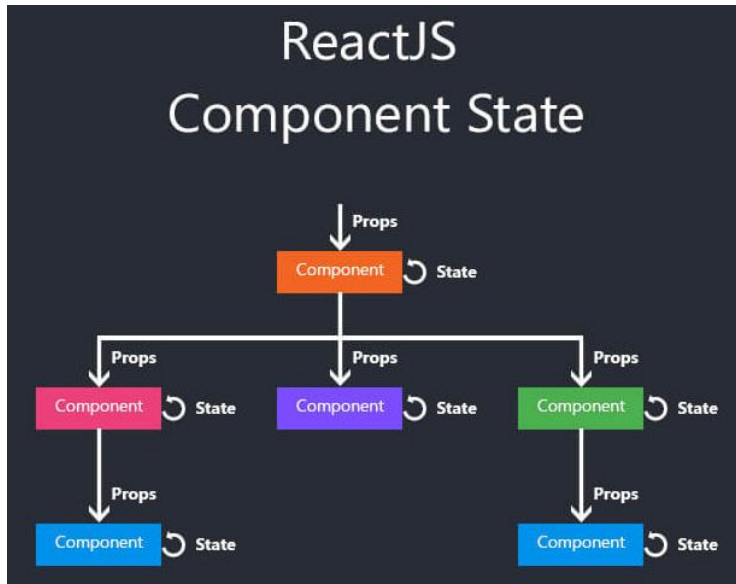 ReactJS
Component State
Props
Component State
Props Props Props
Component State Component State Component State
Props Props
Component State Component State